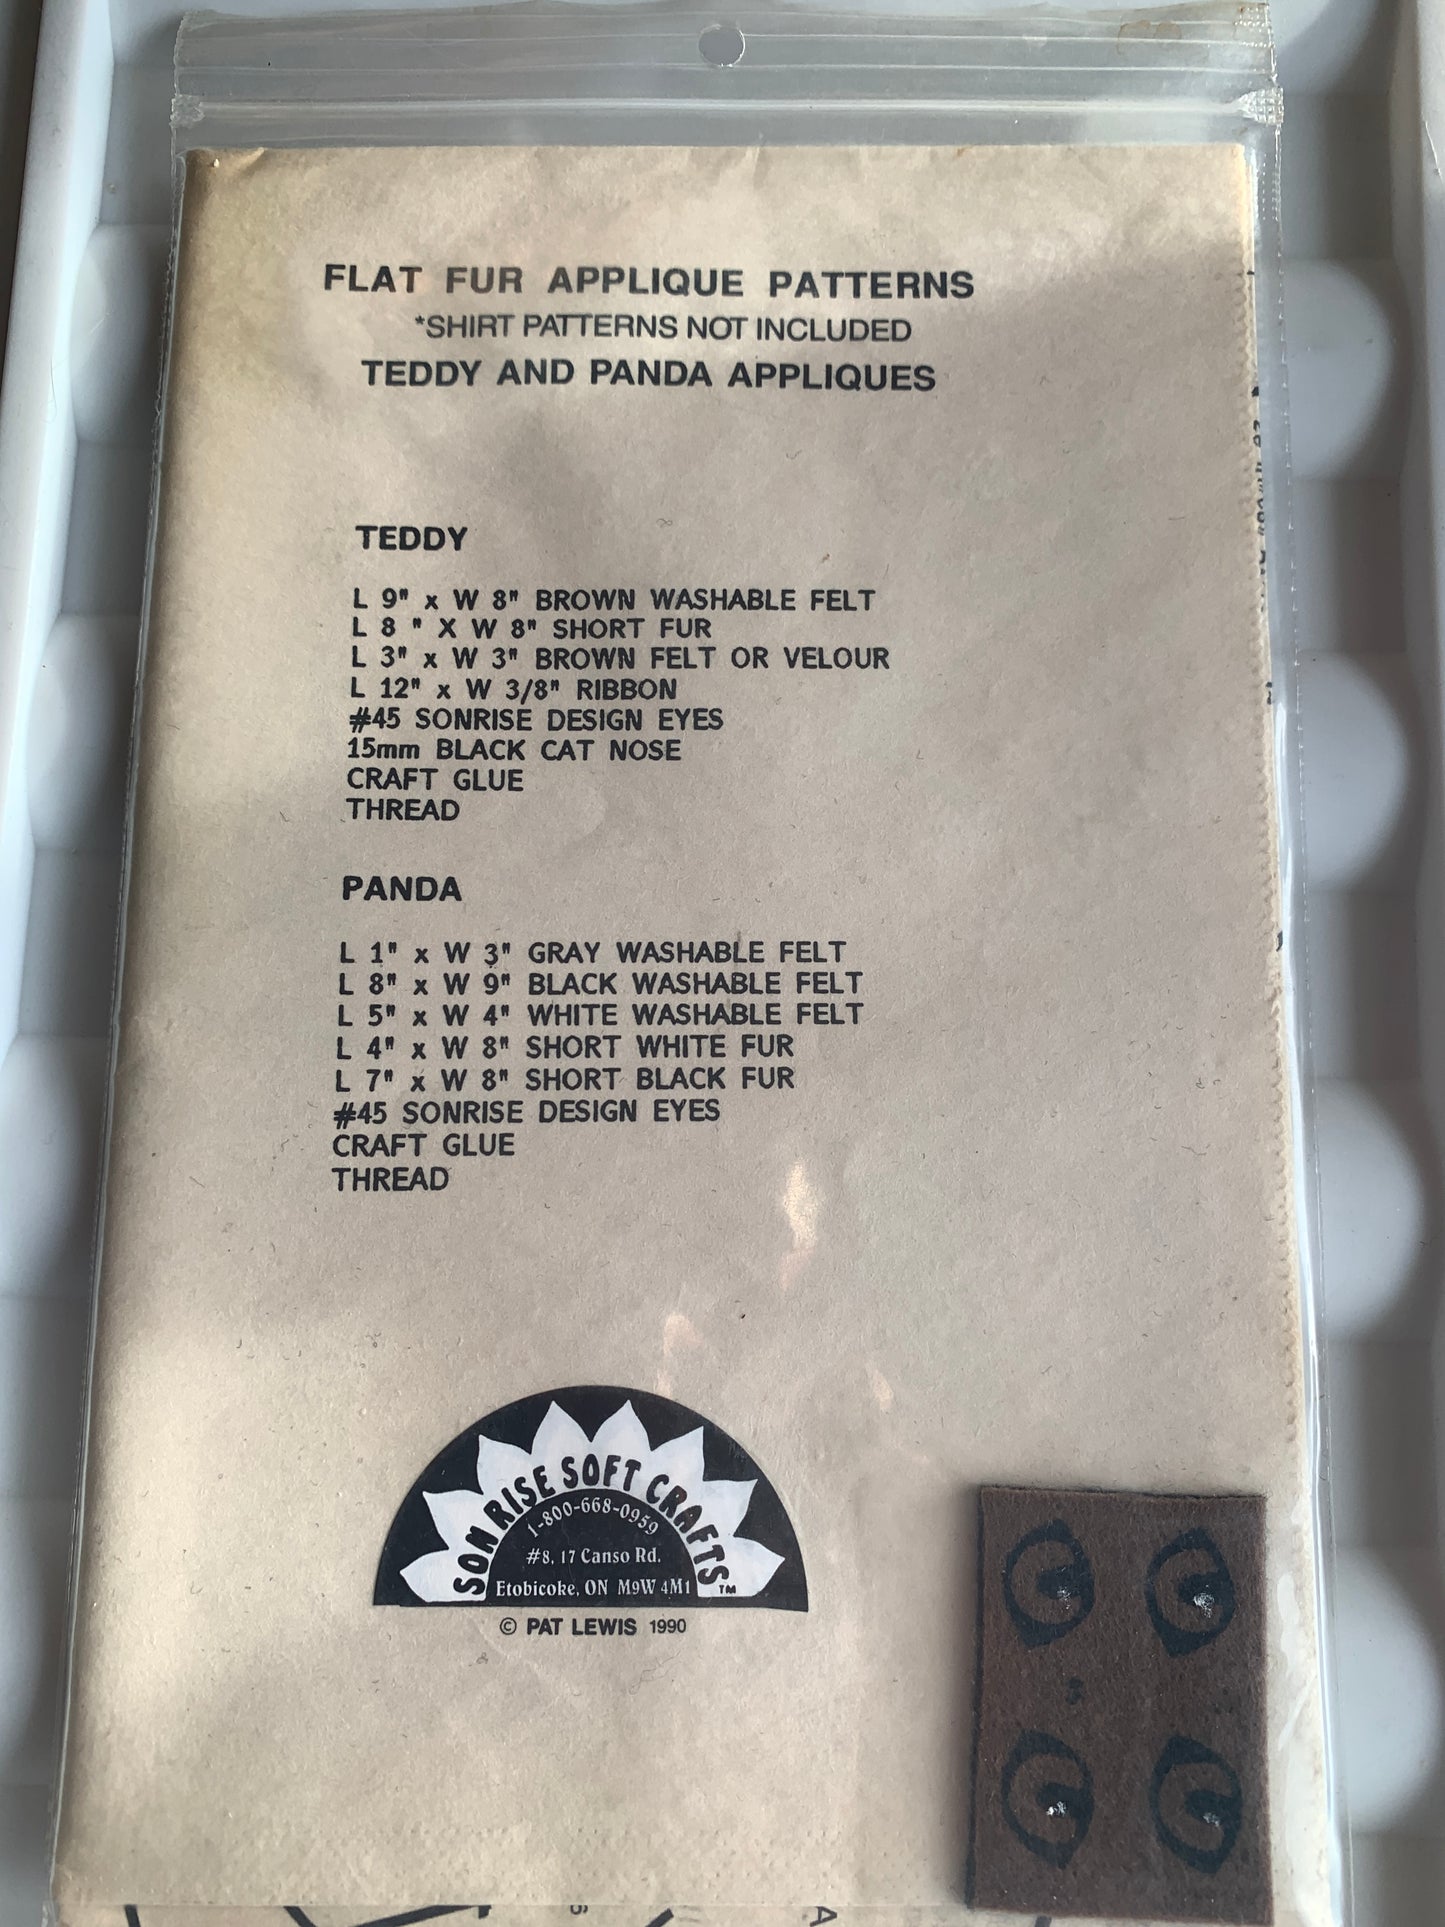 FLAT FUR APPLIQUE PATTERNS
*SHIRT PATTERNS NOT INCLUDED
TEDDY AND PANDA APPLIQUES
TEDDY
L 9" x W 8" BROWN WASHABLE FELT
L 8 " X W 8" SHORT FUR
L 3" x W 3" BROWN FELT OR VELOUR
L 12" x W 3/8" RIBBON
#45 SONRISE DESIGN EYES
15mm BLACK CAT NOSE
CRAFT GLUE
THREAD
PANDA
L 1" x W 3" GRAY WASHABLE FELT
L 8" x W 9" BLACK WASHABLE FELT
L 5" x W 4" WHITE WASHABLE FELT
L 4" x W 8" SHORT WHITE FUR
L 7" x W 8" SHORT BLACK FUR
#45 SONRISE DESIGN EYES
CRAFT GLUE
THREAD
SON RISE SOFT CRAFTS™
1-800-668-0959
#8, 17 Canso Rd.
Etobicoke, ON M9W 4M1
© PAT LEWIS 1990